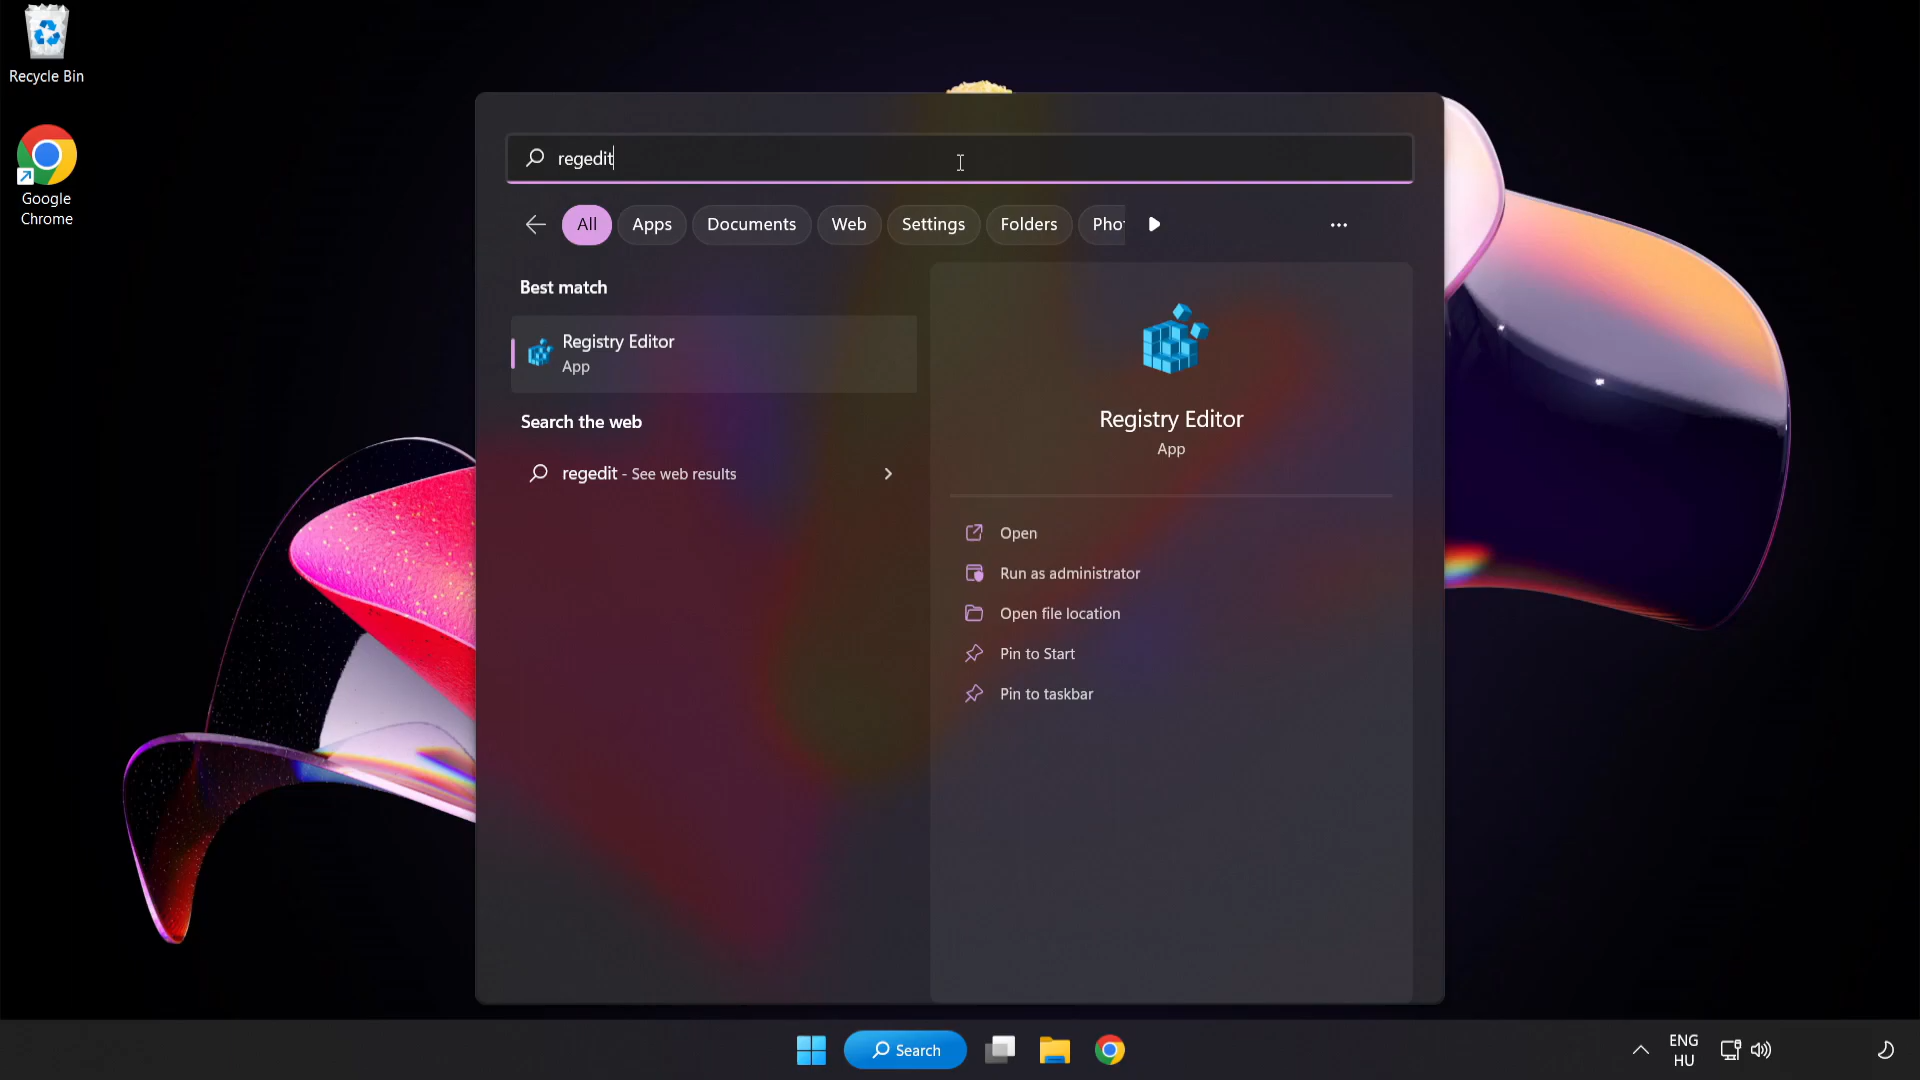 Recycle Bin
Google
Chrome
regedit
All
Apps
Documents
Web
Settings
Folders
Best match
Registry Editor
App
Search the web
regedit - See web results
Registry Editor
App
Open
Run as administrator
Open file location
Pin to Start
Pin to taskbar
Search
ENG
HU